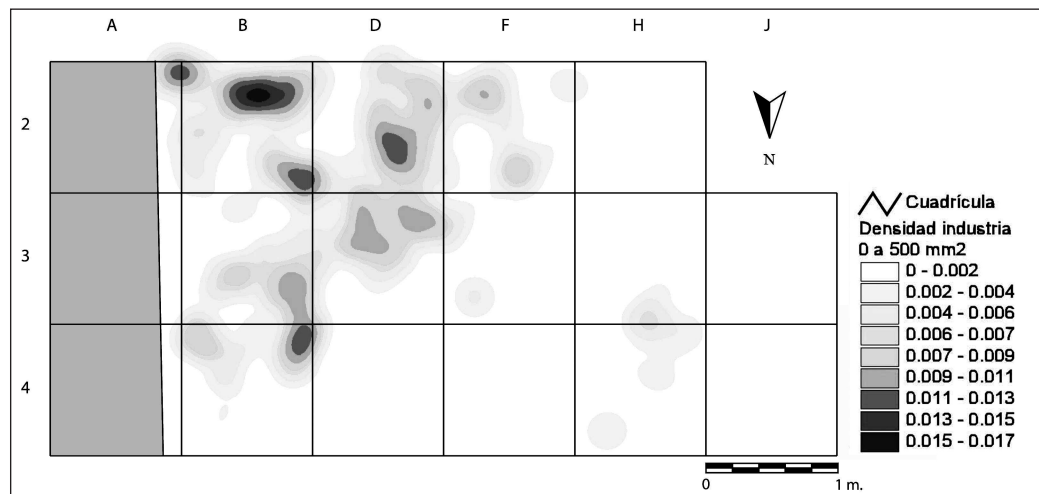 A B D F H J
2
3
4
N
Cuadrícula
Densidad industria
0 a 500 mm2
0 - 0.002
0.002 - 0.004
0.004 - 0.006
0.006 - 0.007
0.007 - 0.009
0.009 - 0.011
0.011 - 0.013
0.013 - 0.015
0.015 - 0.017
0 1 m.